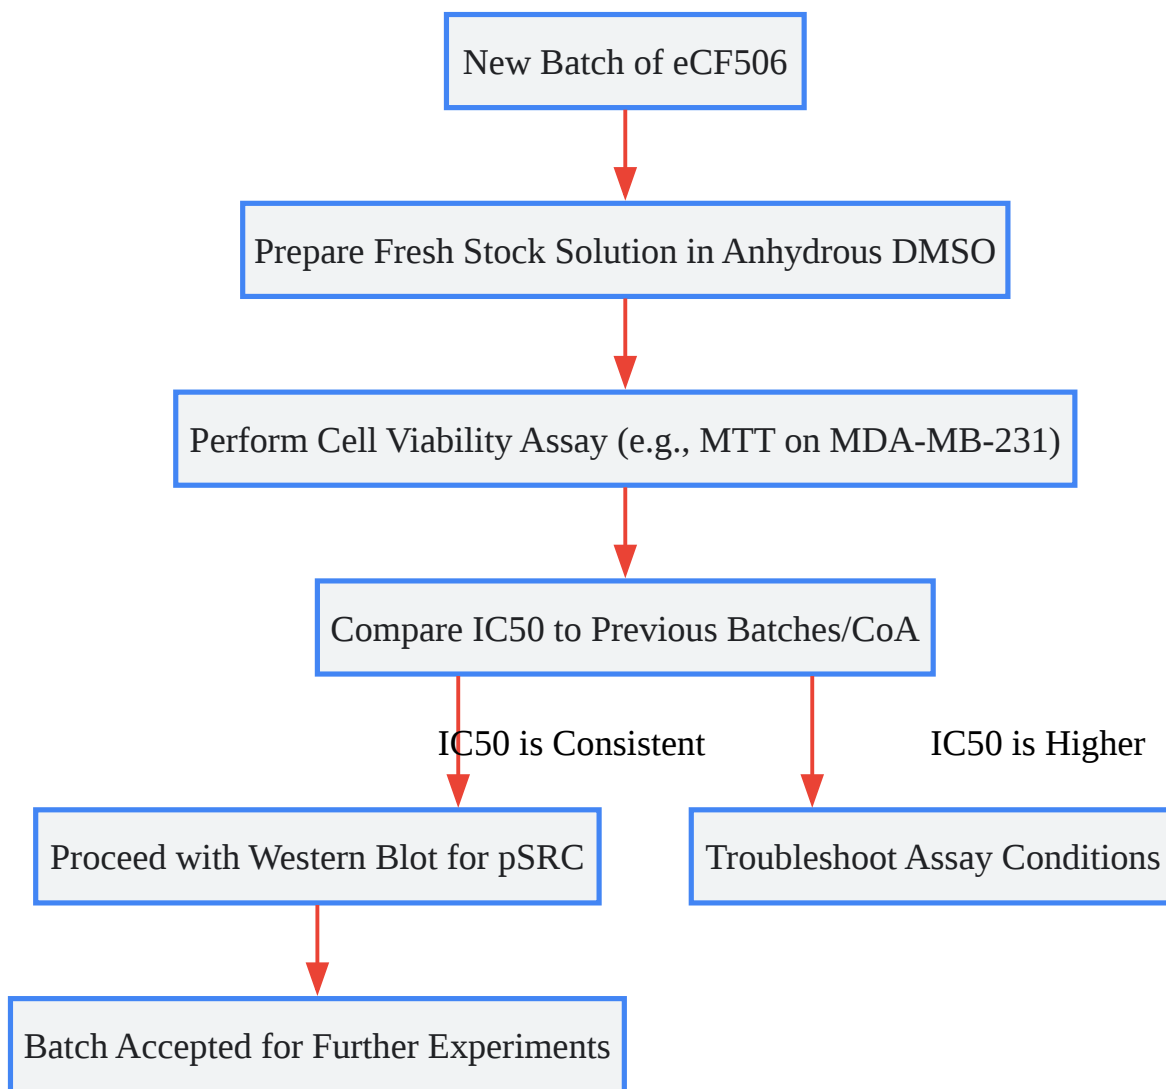 New Batch of eCF506
Prepare Fresh Stock Solution in Anhydrous DMSO
Perform Cell Viability Assay (e.g., MTT on MDA-MB-231)
Compare IC50 to Previous Batches/CoA
IC50 is Consistent
IC50 is Higher
Proceed with Western Blot for pSRC
Troubleshoot Assay Conditions
Batch Accepted for Further Experiments